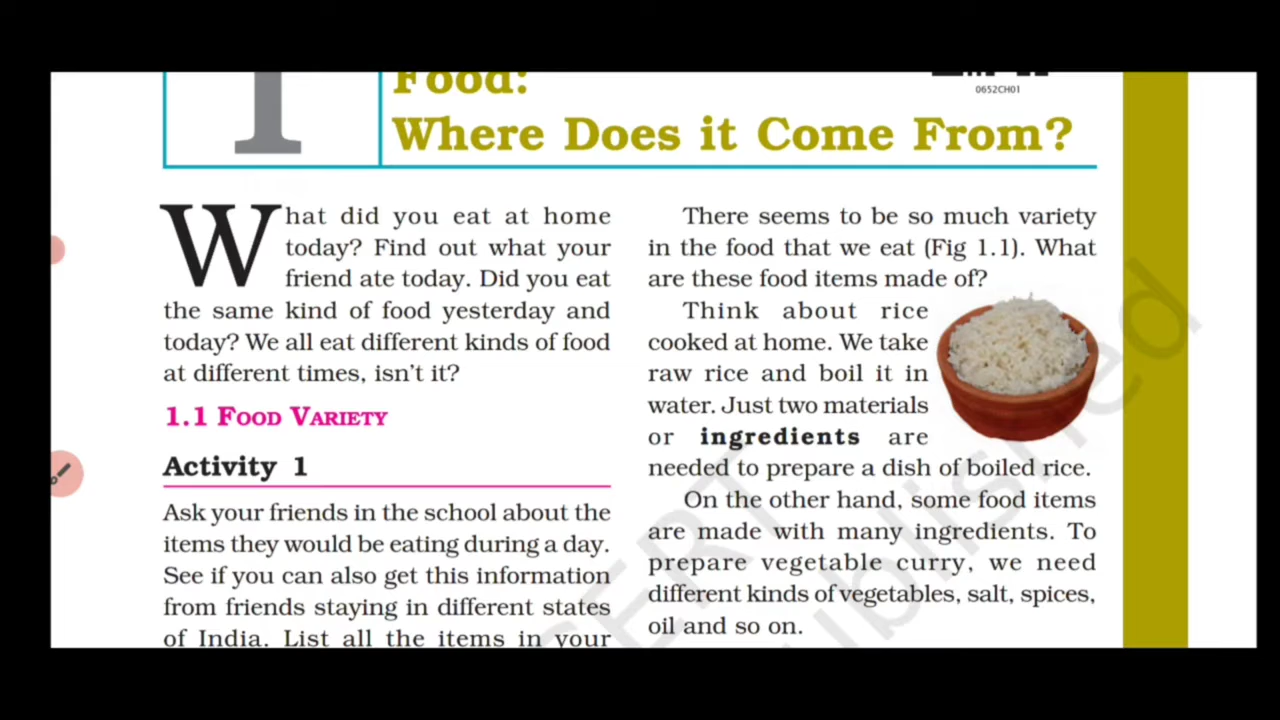 1
Food:
0652CH01
Where Does it Come From?
What did you eat at home
today? Find out what your
friend ate today. Did you eat
the same kind of food yesterday and
today? We all eat different kinds of food
at different times, isn't it?
1.1 FOOD VARIETY
Activity 1
Ask your friends in the school about the
items they would be eating during a day.
See if you can also get this information
from friends staying in different states
of India. List all the items in your
There seems to be so much variety
in the food that we eat (Fig 1.1). What
are these food items made of?
Think about rice
cooked at home. We take
raw rice and boil it in
water. Just two materials
or ingredients are
needed to prepare a dish of boiled rice.
On the other hand, some food items
are made with many ingredients. To
prepare vegetable curry, we need
different kinds of vegetables, salt, spices,
oil and so on.